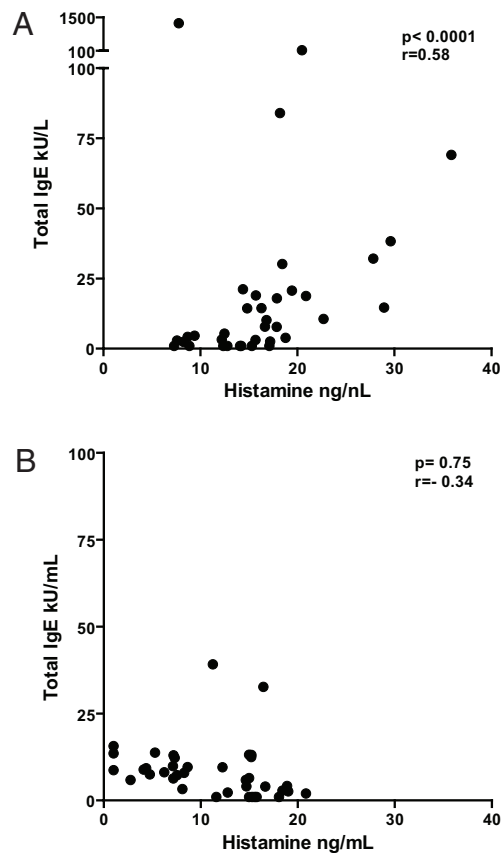 A
1500
100
100
75
50
25
0
Total IgE kU/L
p< 0.0001
r=0.58
0 10 20 30 40
Histamine ng/nL
B
100
75
50
25
0
Total IgE kU/mL
p= 0.75
r=- 0.34
0 10 20 30 40
Histamine ng/mL